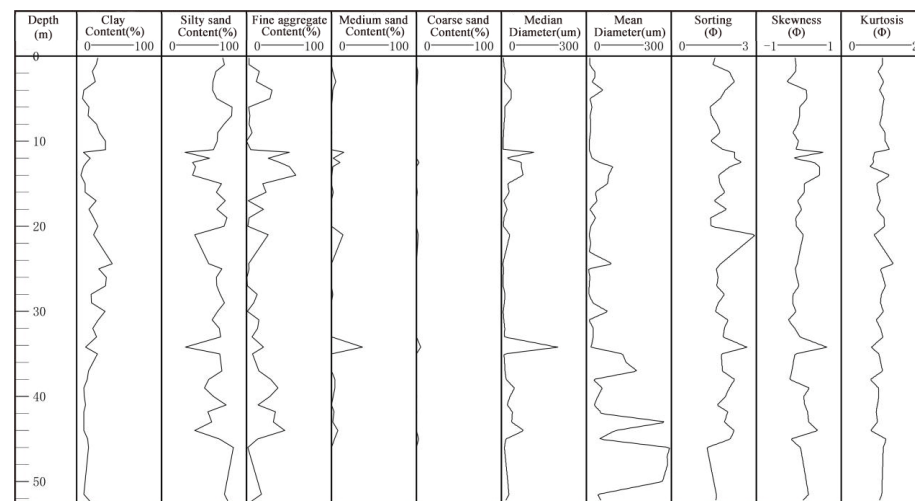 Depth
(m)
Clay
Content(%)
0 100
Silty sand
Content(%)
0 100
Fine aggregate
Content(%)
0 100
Medium sand
Content(%)
0 100
Coarse sand
Content(%)
0 100
Median
Diameter(um)
0 300
Mean
Diameter(um)
0 300
Sorting
(Φ)
0 3
Skewness
(Φ)
-1 1
Kurtosis
(Φ)
0 2
0
10
20
30
40
50